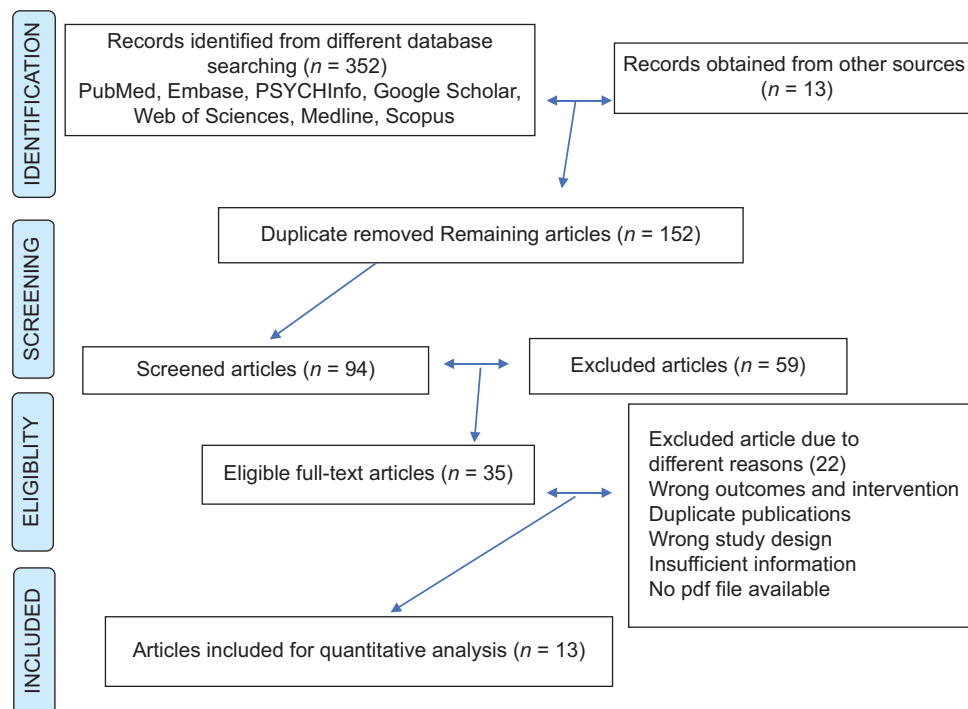 IDENTIFICATION
Records identified from different database
searching (n = 352)
PubMed, Embase, PSYCHInfo, Google Scholar,
Web of Sciences, Medline, Scopus
Records obtained from other sources
(n = 13)
SCREENING
Duplicate removed Remaining articles (n = 152)
Screened articles (n = 94)
Excluded articles (n = 59)
ELIGIBLITY
Eligible full-text articles (n = 35)
Excluded article due to
different reasons (22)
Wrong outcomes and intervention
Duplicate publications
Wrong study design
Insufficient information
No pdf file available
INCLUDED
Articles included for quantitative analysis (n = 13)